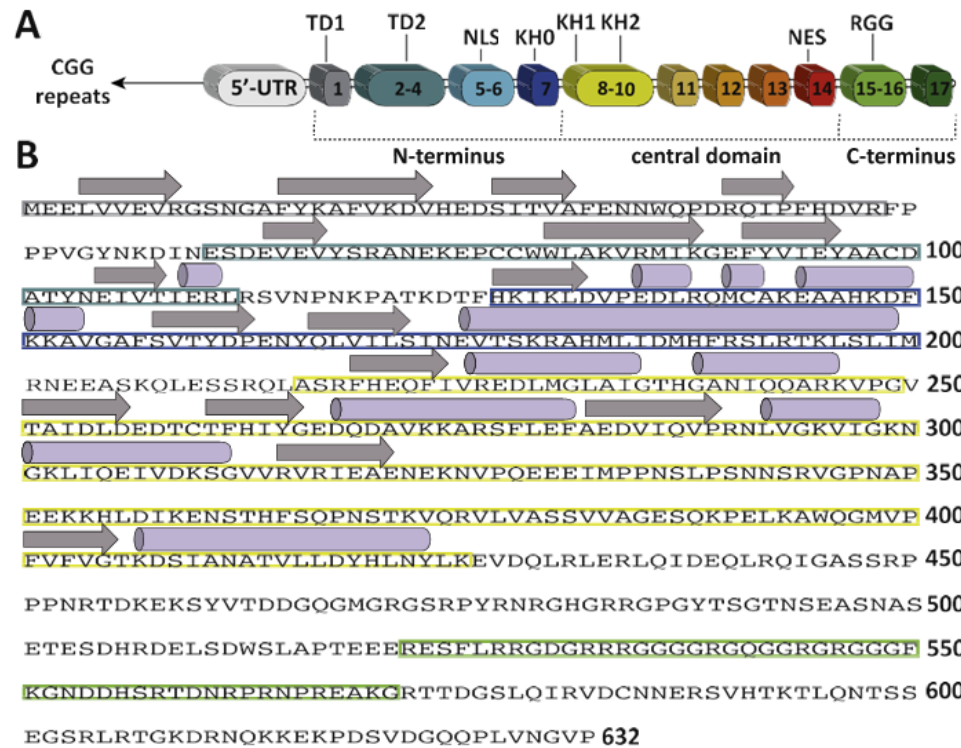 A
TD1 TD2 NLS KH0 KH1 KH2 NES RGG
CGG repeats
5′-UTR 1 2-4 5-6 7 8-10 11 12 13 14 15-16 17
N-terminus central domain C-terminus
B
MEELVVEVRGSNGAFYKAFVKDVHEDSITVAFENNWQPDRQIPFHDVRFP
PPVGYNKDINESDEVEVYSRANEKEPCCWWLAKVRMIKGEFYVIEYAACD 100
ATYNEIVTIERLRSVNPNKPATKDTFHKIKLDVPEDLRQMCAKEAAHKDF 150
KKAVGAFSVTYDPENYQLVILSINEVTSKRAHMLIDMHFRSLRTKLSLIM 200
RNEEASKQLESSRQLASRFHEQFIVREDLMGLAIGTHGANIQQARKVPGV 250
TAIDLDEDTCTFHIYGEDQDAVKKARSFLEFAEDVIQVPRNLVGKVIGKN 300
GKLIQEIVDKSGVVRVRIEAENEKNVPQEEEIMPPNSLPSNNSRVGPNAP 350
EEKKHLDIKENSTHFSQPNSTKVQRVLVASSVVAGESQKPELKAWQGMVP 400
FVFVGTKDSIANATVLLDYHLNYLKEVDQLRLERLQIDEQLRQIGASSRP 450
PPNRTDKEKSYVTDDGQGMGRGSRPYRNRGHGRRGPGYTSGTNSEASNAS 500
ETESDHRDELSDWSLAPTEEERESFLRRGDGRRRGGGGRGQGGRGRGGGF 550
KGNDDHSRTDNRPRNPREAKGRTTDGSLQIRVDCNNERSVHTKTLQNTSS 600
EGSRLRTGKDRNQKKEKPDSVDGQQPLVNGVP 632